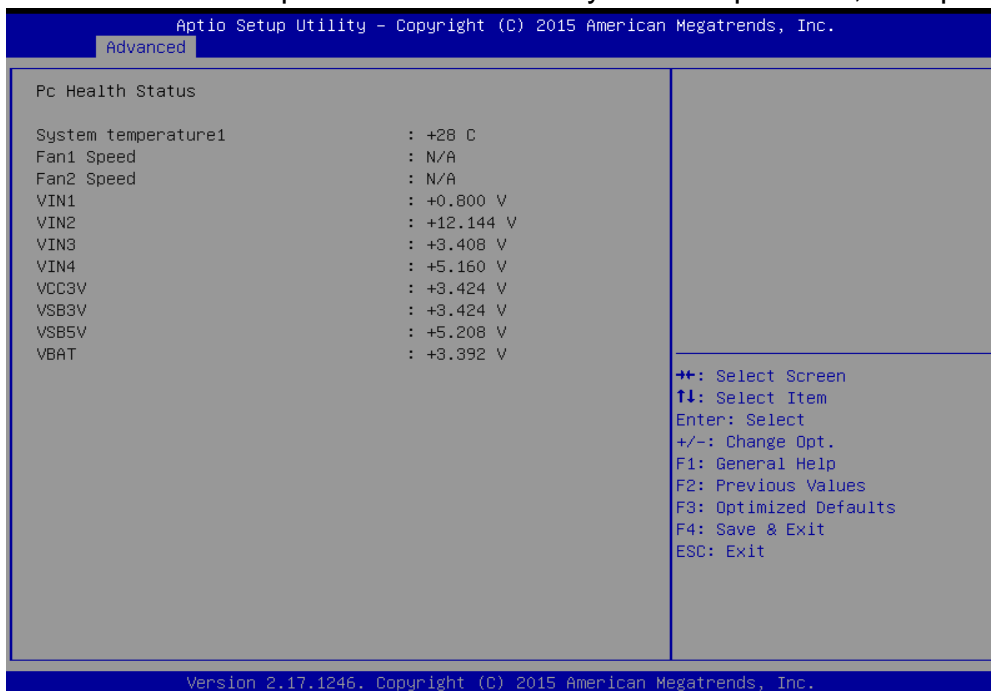 Aptio Setup Utility – Copyright (C) 2015 American Megatrends, Inc.
Advanced
Pc Health Status
System temperature1 : +28 C
Fan1 Speed : N/A
Fan2 Speed : N/A
VIN1 : +0.800 V
VIN2 : +12.144 V
VIN3 : +3.408 V
VIN4 : +5.160 V
VCC3V : +3.424 V
VSB3V : +3.424 V
VSB5V : +5.208 V
VBAT : +3.392 V
→←: Select Screen
↑↓: Select Item
Enter: Select
+/-: Change Opt.
F1: General Help
F2: Previous Values
F3: Optimized Defaults
F4: Save & Exit
ESC: Exit
Version 2.17.1246. Copyright (C) 2015 American Megatrends, Inc.